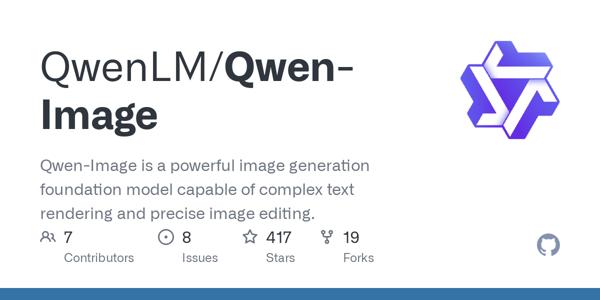 QwenLM/Qwen-
Image
Qwen-Image is a powerful image generation
foundation model capable of complex text
rendering and precise image editing.
7 8 417 19
Contributors Issues Stars Forks